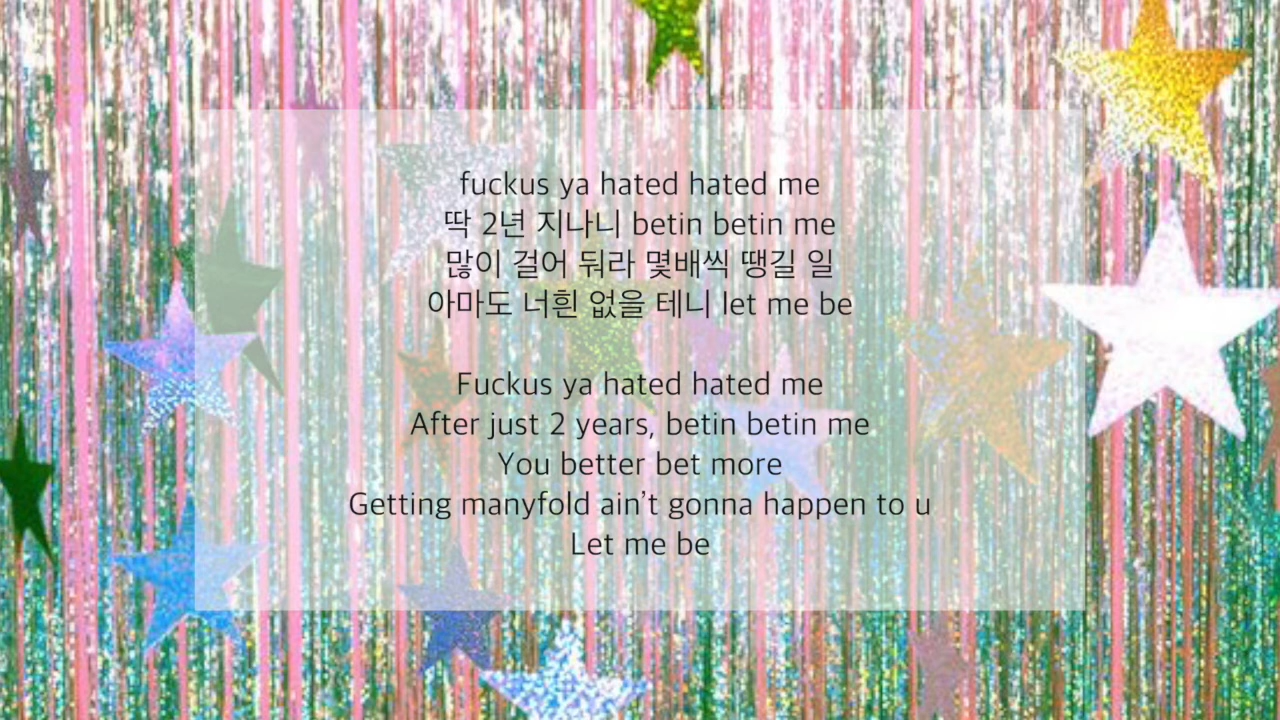 fuckus ya hated hated me
딱 2년 지나니 betin betin me
많이 걸어 둬라 몇배씩 땡길 일
아마도 너흰 없을 테니 let me be
Fuckus ya hated hated me
After just 2 years, betin betin me
You better bet more
Getting manyfold ain’t gonna happen to u
Let me be